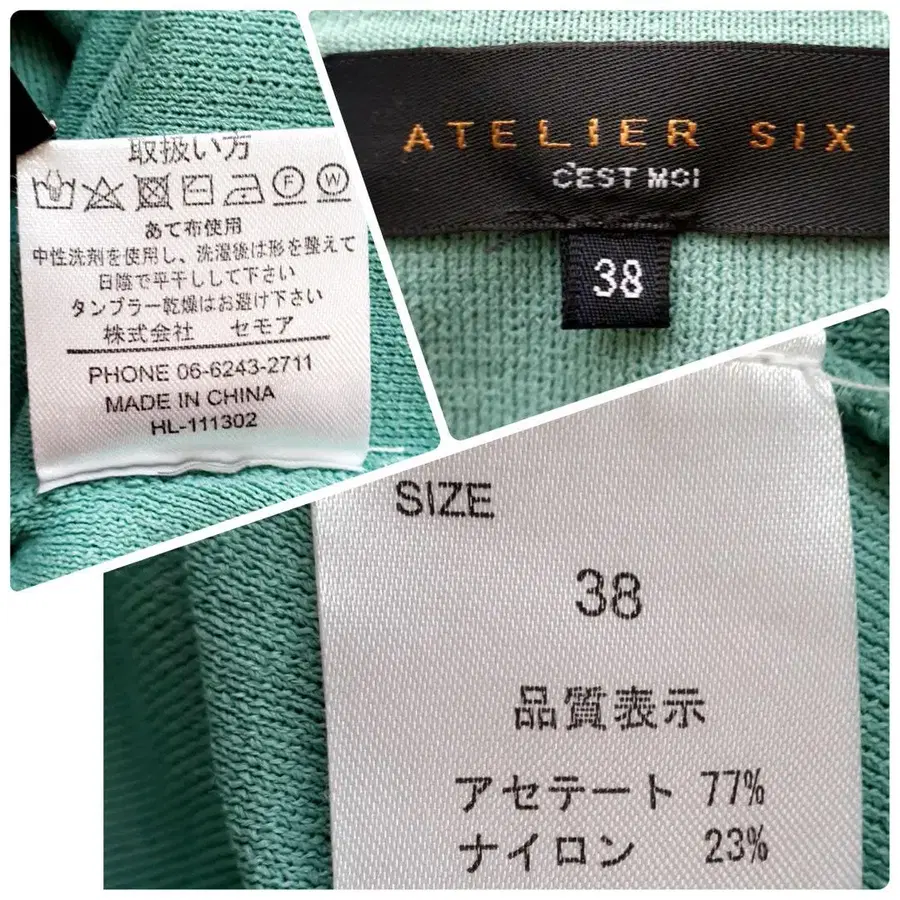 取扱い方
F W
あて布使用
中性洗剤を使用し、洗濯後は形を整えて
日陰で平干しして下さい
タンブラー乾燥はお避け下さい
株式会社 セモア
PHONE 06-6243-2711
MADE IN CHINA
HL-111302
ATELIER SIX
C'EST MOI
38
SIZE
38
品質表示
アセテート 77%
ナイロン 23%